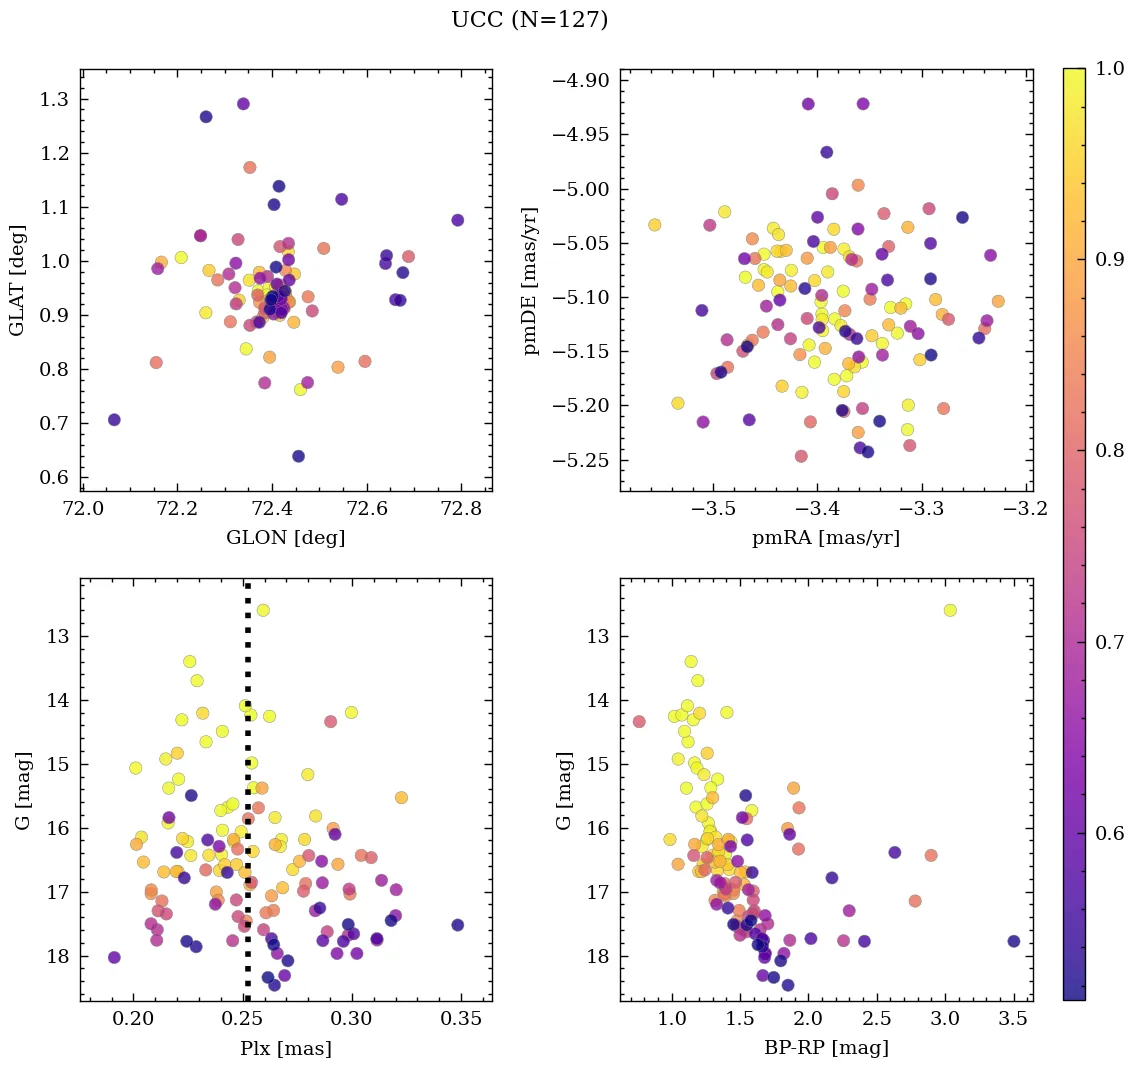 UCC (N=127)
1.3
1.2
1.1
1.0
0.9
0.8
0.7
0.6
GLAT [deg]
72.0 72.2 72.4 72.6 72.8
GLON [deg]
−4.90
−4.95
−5.00
−5.05
−5.10
−5.15
−5.20
−5.25
pmDE [mas/yr]
−3.5 −3.4 −3.3 −3.2
pmRA [mas/yr]
13
14
15
16
17
18
G [mag]
0.20 0.25 0.30 0.35
Plx [mas]
13
14
15
16
17
18
G [mag]
1.0 1.5 2.0 2.5 3.0 3.5
BP-RP [mag]
1.0
0.9
0.8
0.7
0.6